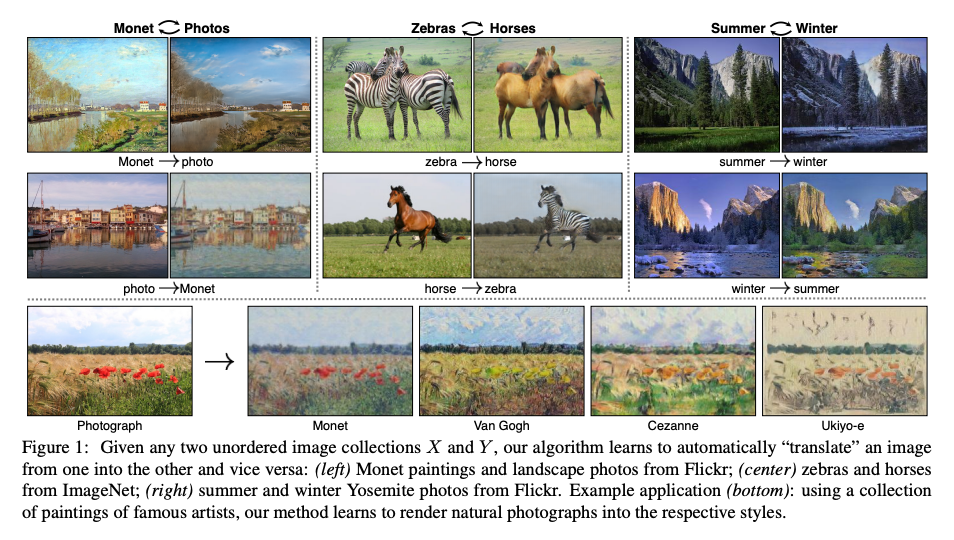 Monet ⇄ Photos
Zebras ⇄ Horses
Summer ⇄ Winter
Monet → photo
zebra → horse
summer → winter
photo → Monet
horse → zebra
winter → summer
Photograph
Monet
Van Gogh
Cezanne
Ukiyo-e
Figure 1: Given any two unordered image collections X and Y, our algorithm learns to automatically “translate” an image
from one into the other and vice versa: (left) Monet paintings and landscape photos from Flickr; (center) zebras and horses
from ImageNet; (right) summer and winter Yosemite photos from Flickr. Example application (bottom): using a collection
of paintings of famous artists, our method learns to render natural photographs into the respective styles.